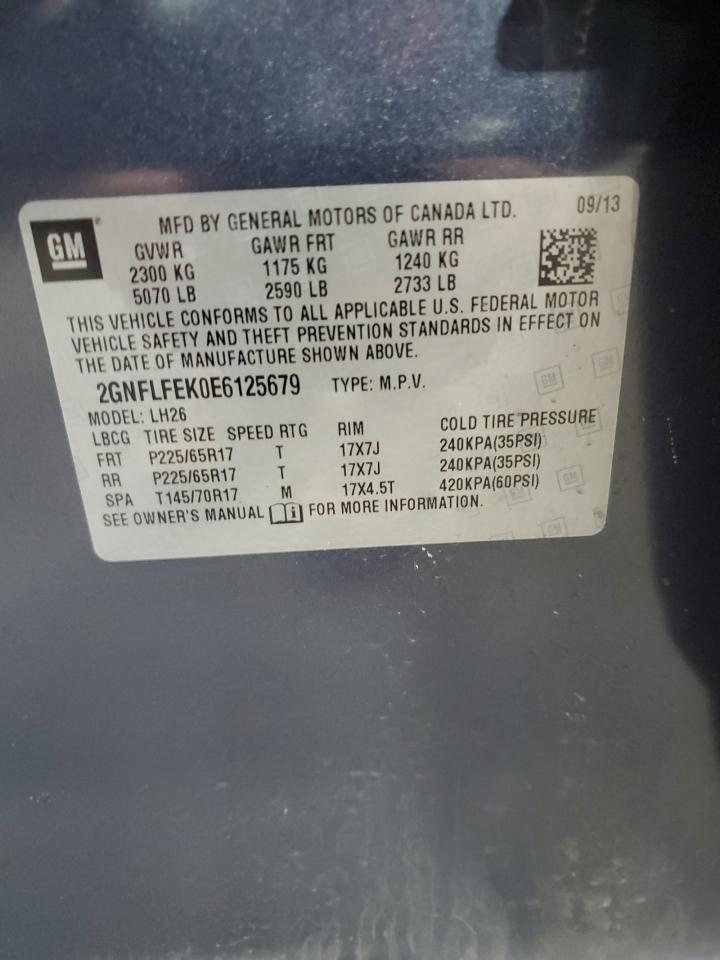 GM
MFD BY GENERAL MOTORS OF CANADA LTD. 09/13
GVWR GAWR FRT GAWR RR
2300 KG 1175 KG 1240 KG
5070 LB 2590 LB 2733 LB
THIS VEHICLE CONFORMS TO ALL APPLICABLE U.S. FEDERAL MOTOR
VEHICLE SAFETY AND THEFT PREVENTION STANDARDS IN EFFECT ON
THE DATE OF MANUFACTURE SHOWN ABOVE.
2GNFLFEK0E6125679 TYPE: M.P.V.
MODEL: LH26
LBCG TIRE SIZE SPEED RTG RIM COLD TIRE PRESSURE
FRT P225/65R17 T 17X7J 240KPA(35PSI)
RR P225/65R17 T 17X7J 240KPA(35PSI)
SPA T145/70R17 M 17X4.5T 420KPA(60PSI)
SEE OWNER'S MANUAL i FOR MORE INFORMATION.